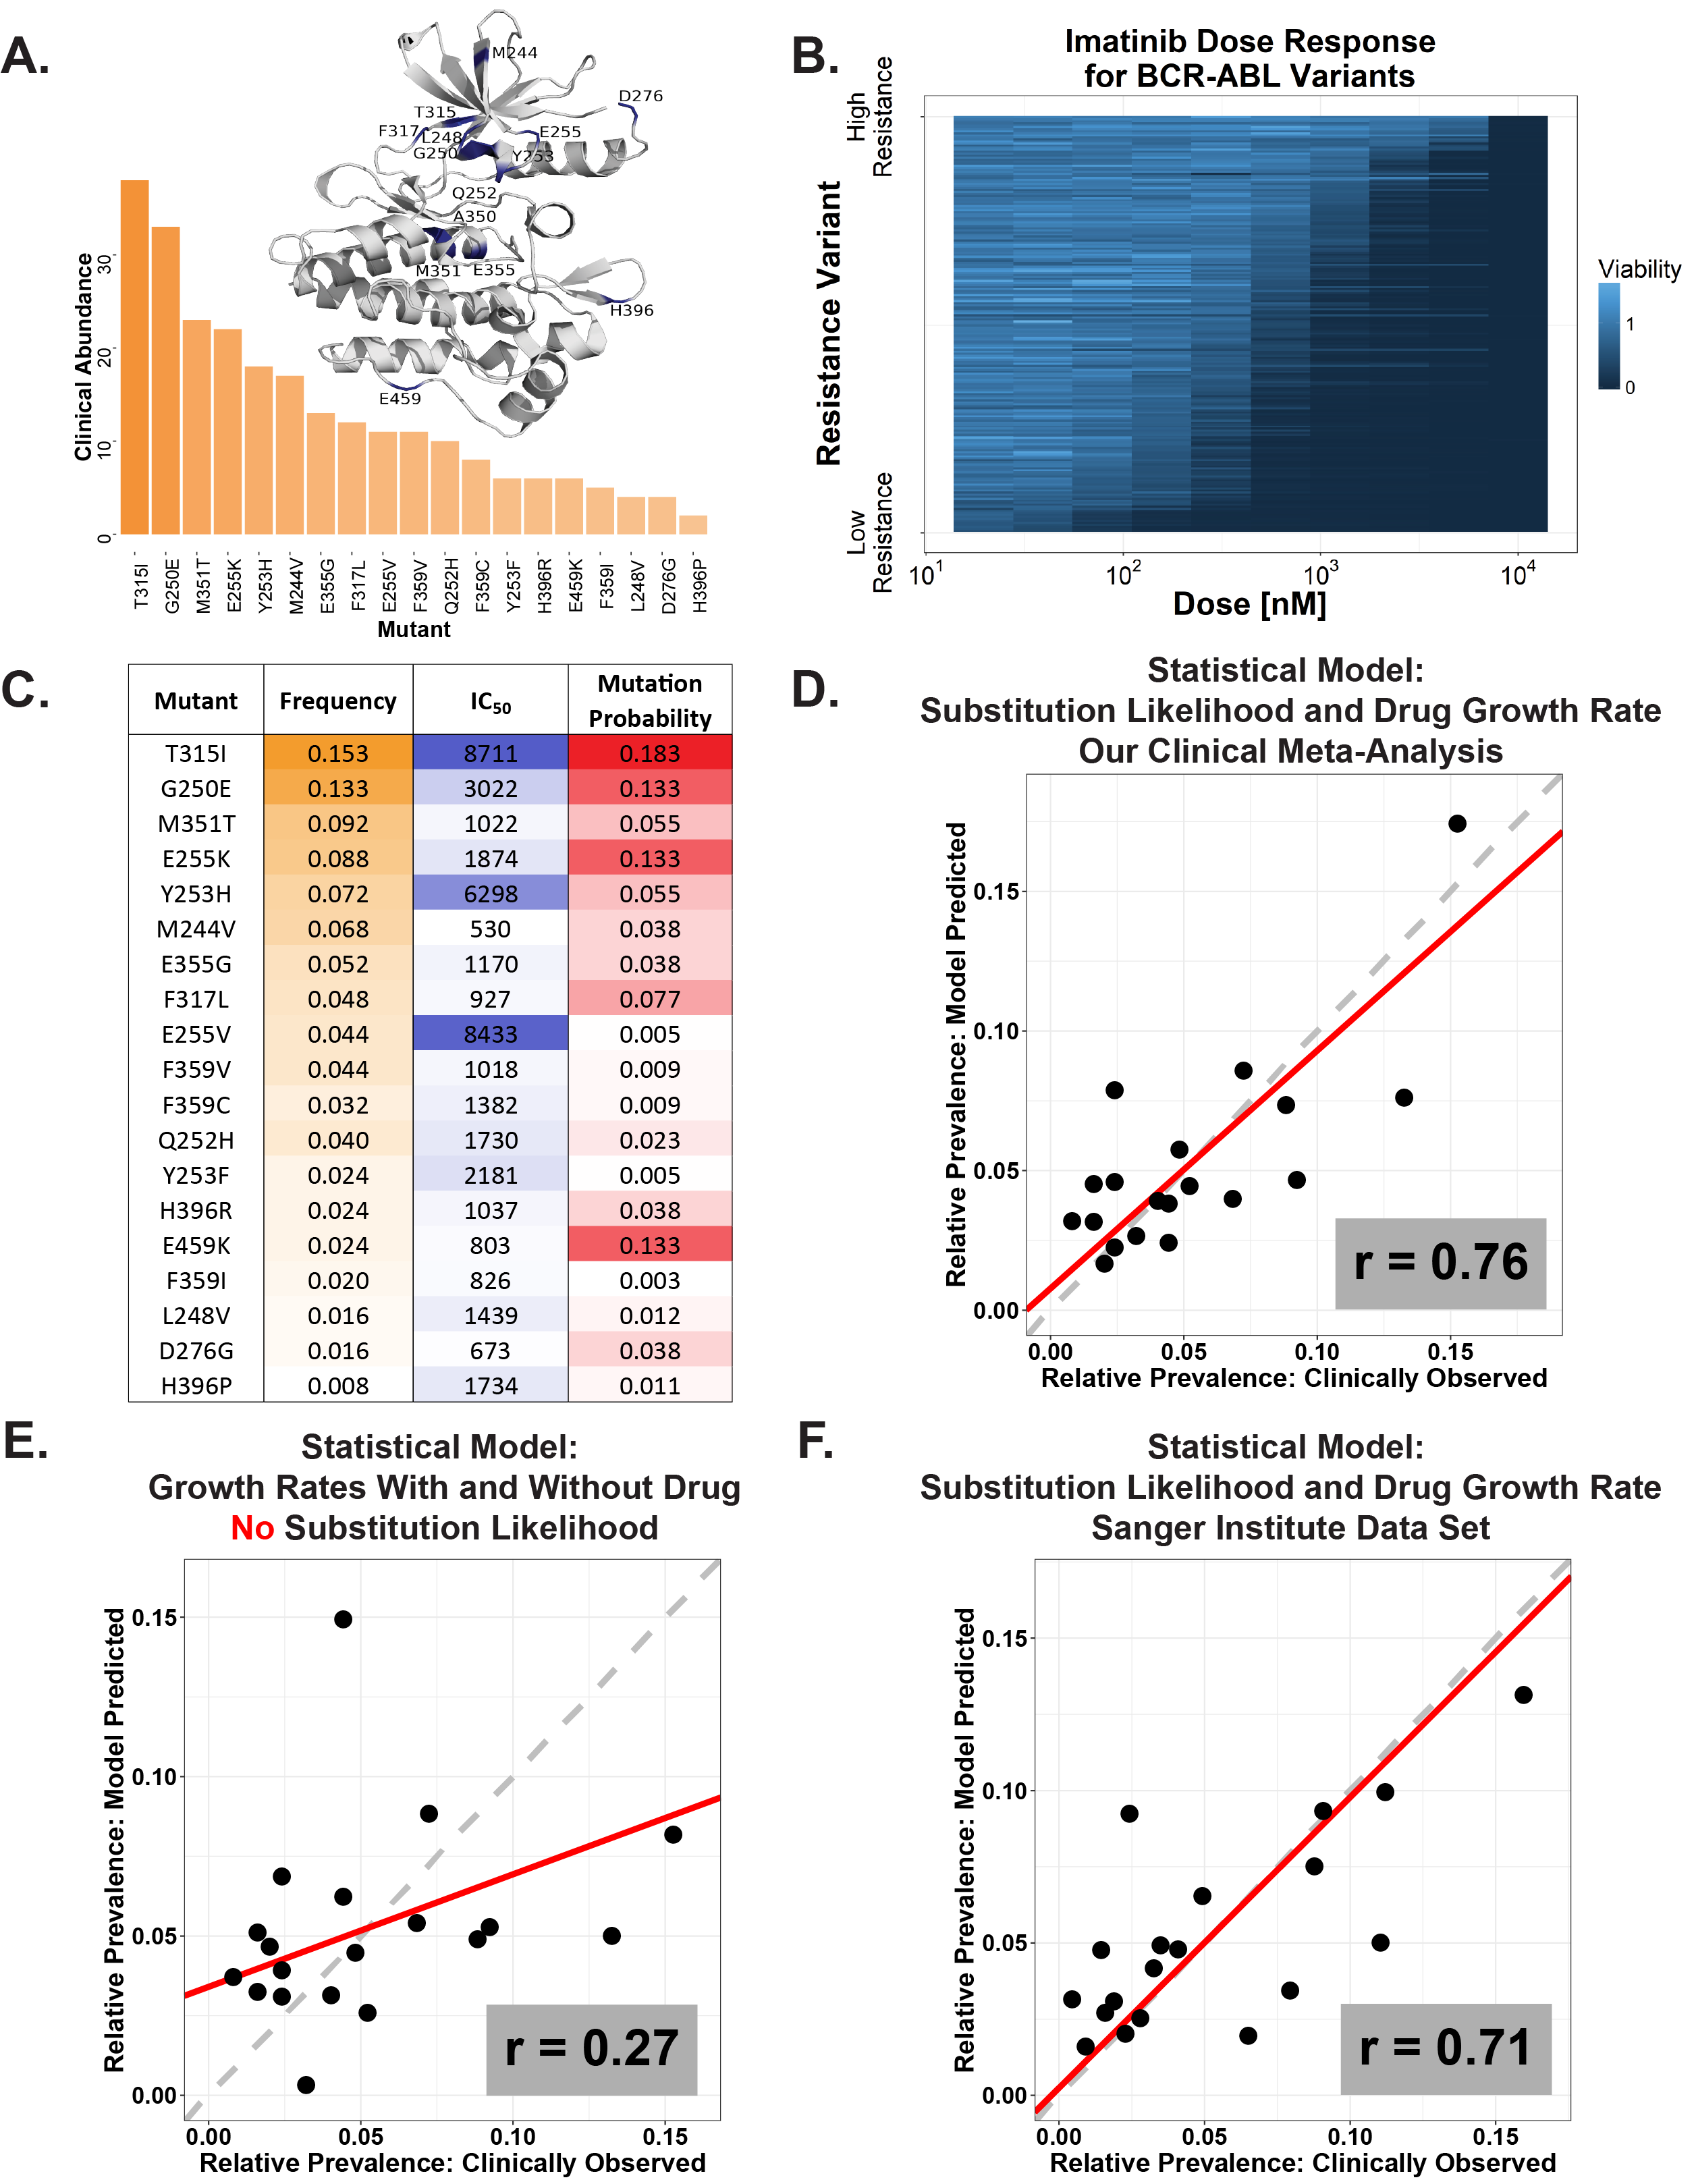 A.
M244
D276
T315
F317
L248
E255
G250
Y253
Q252
A350
M351 E355
H396
E459
Clinical Abundance
30
20
10
0
T315I G250E M351T E255K Y253H M244V E355G F317L E255V F359V Q252H F359C Y253F H396R E459K F359I L248V D276G H396P
Mutant
B.
Imatinib Dose Response
for BCR-ABL Variants
High
Resistance
Resistance Variant
Low
Resistance
10¹ 10² 10³ 10⁴
Dose [nM]
Viability
1
0
C.
Mutant Frequency IC₅₀ Mutation Probability
T315I 0.153 8711 0.183
G250E 0.133 3022 0.133
M351T 0.092 1022 0.055
E255K 0.088 1874 0.133
Y253H 0.072 6298 0.055
M244V 0.068 530 0.038
E355G 0.052 1170 0.038
F317L 0.048 927 0.077
E255V 0.044 8433 0.005
F359V 0.044 1018 0.009
F359C 0.032 1382 0.009
Q252H 0.040 1730 0.023
Y253F 0.024 2181 0.005
H396R 0.024 1037 0.038
E459K 0.024 803 0.133
F359I 0.020 826 0.003
L248V 0.016 1439 0.012
D276G 0.016 673 0.038
H396P 0.008 1734 0.011
D.
Statistical Model:
Substitution Likelihood and Drug Growth Rate
Our Clinical Meta-Analysis
Relative Prevalence: Model Predicted
0.15
0.10
0.05
0.00
r = 0.76
0.00 0.05 0.10 0.15
Relative Prevalence: Clinically Observed
E.
Statistical Model:
Growth Rates With and Without Drug
No Substitution Likelihood
Relative Prevalence: Model Predicted
0.15
0.10
0.05
0.00
r = 0.27
0.00 0.05 0.10 0.15
Relative Prevalence: Clinically Observed
F.
Statistical Model:
Substitution Likelihood and Drug Growth Rate
Sanger Institute Data Set
Relative Prevalence: Model Predicted
0.15
0.10
0.05
0.00
r = 0.71
0.00 0.05 0.10 0.15
Relative Prevalence: Clinically Observed